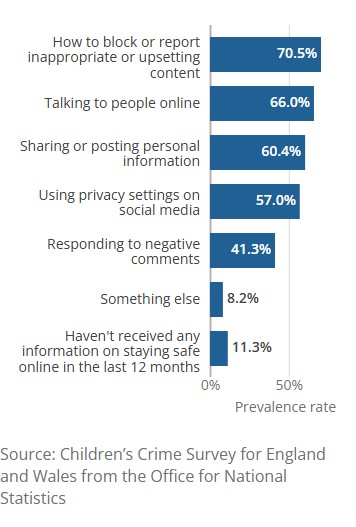 How to block or report
inappropriate or upsetting
content
70.5%
Talking to people online
66.0%
Sharing or posting personal
information
60.4%
Using privacy settings on
social media
57.0%
Responding to negative
comments
41.3%
Something else
8.2%
Haven't received any
information on staying safe
online in the last 12 months
11.3%
0%
50%
Prevalence rate
Source: Children’s Crime Survey for England
and Wales from the Office for National
Statistics